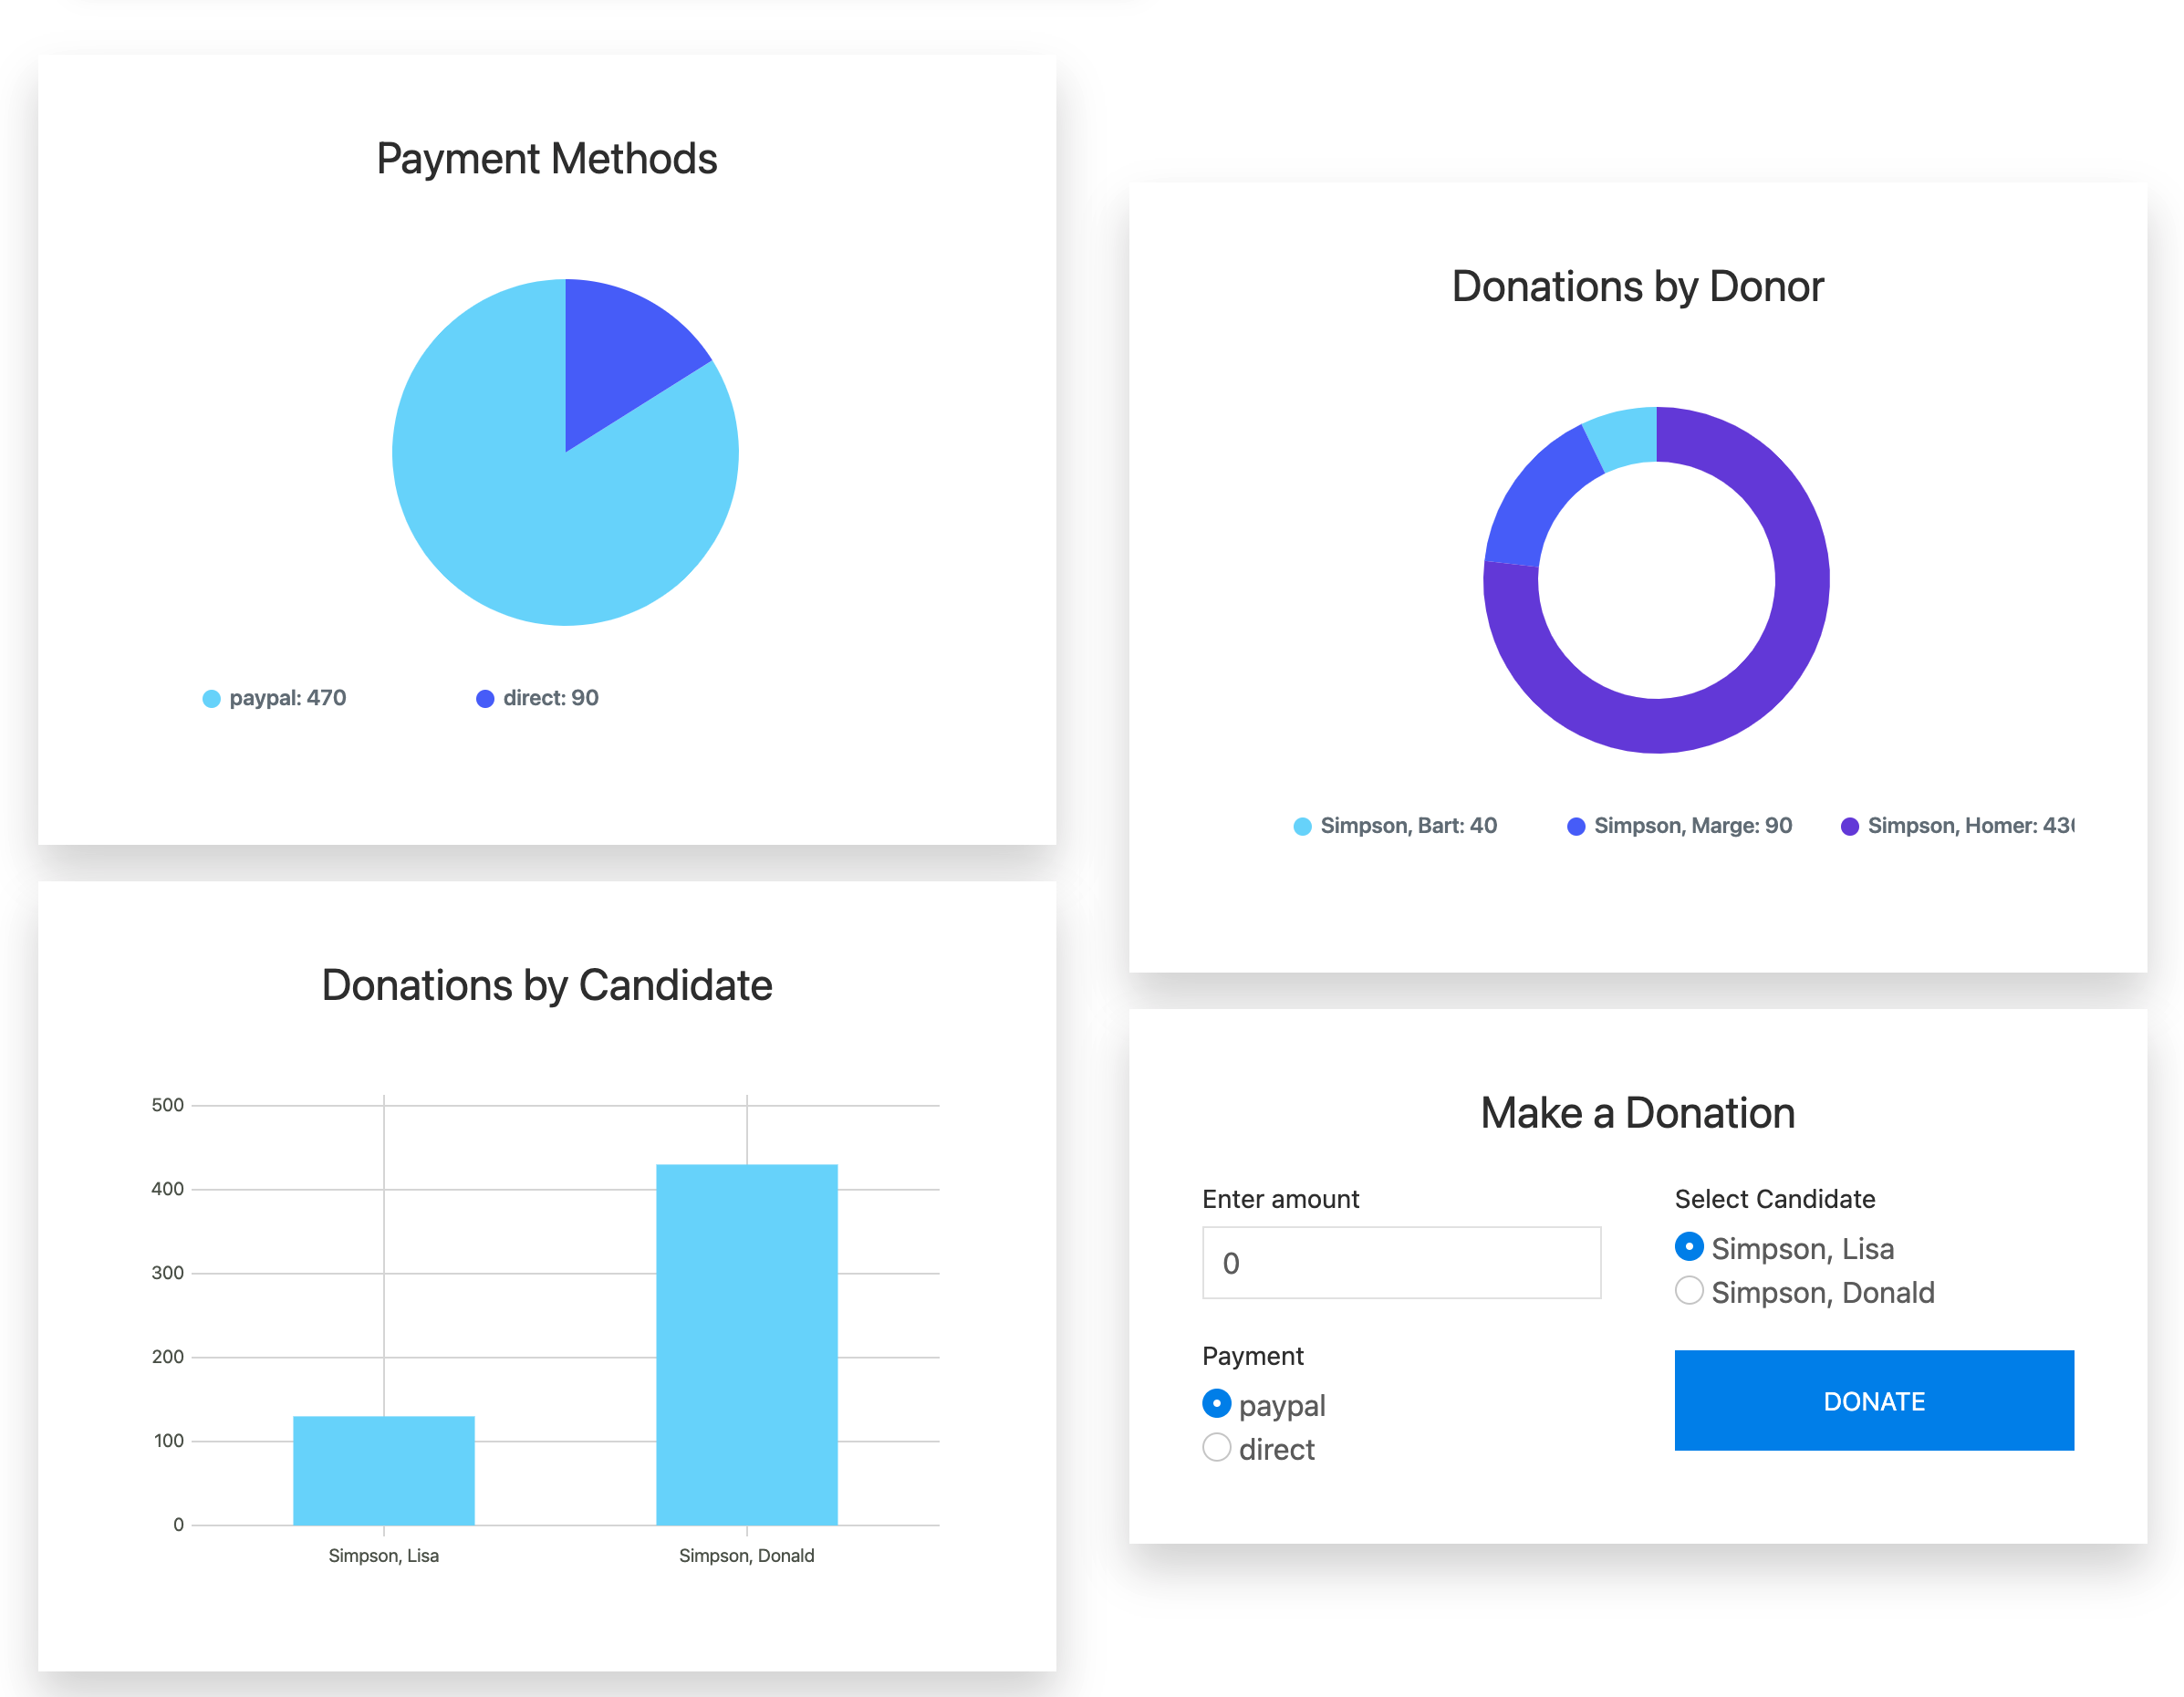 Payment Methods
paypal: 470
direct: 90
Donations by Donor
Simpson, Bart: 40
Simpson, Marge: 90
Simpson, Homer:
Donations by Candidate
500
400
300
200
100
0
Simpson, Lisa
Simpson, Donald
Make a Donation
Enter amount
0
Payment
paypal
direct
Select Candidate
Simpson, Lisa
Simpson, Donald
DONATE